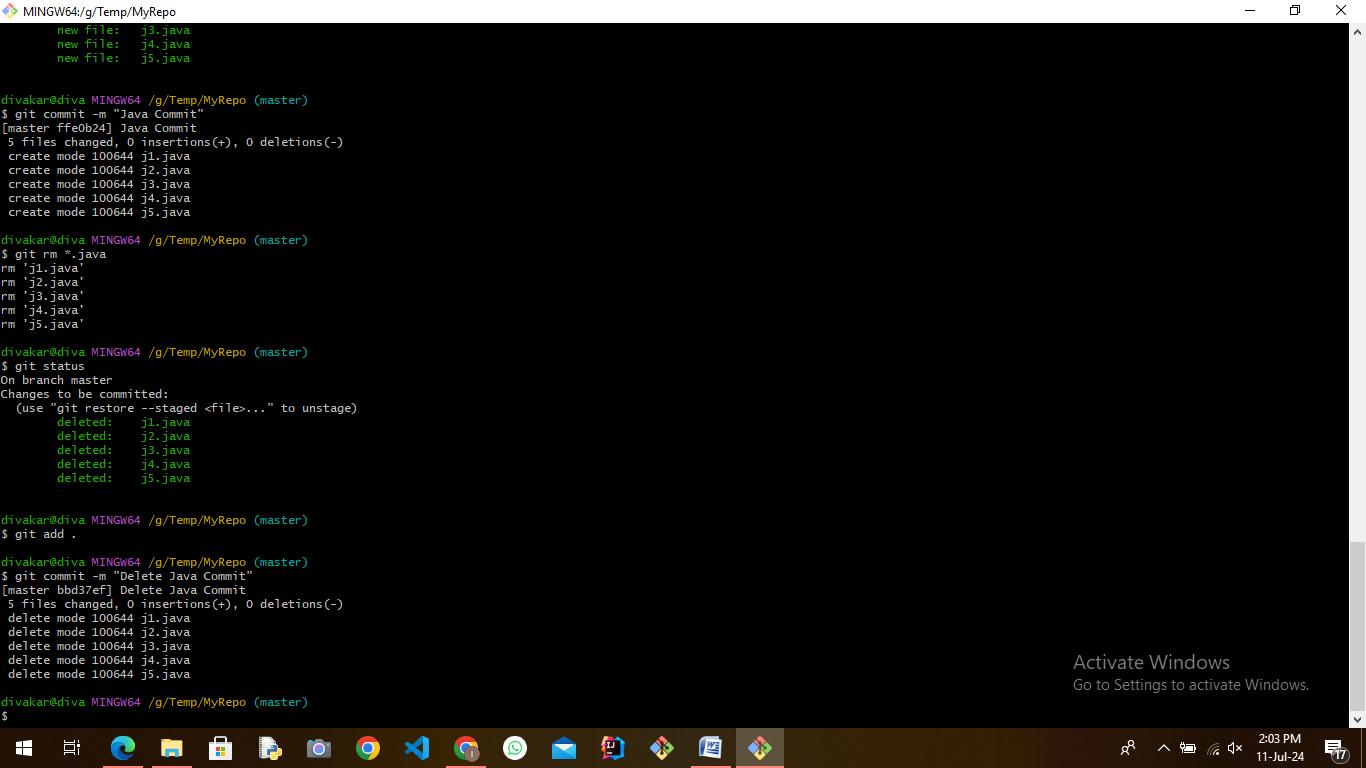 MINGW64:/g/Temp/MyRepo
new file:   j3.java
new file:   j4.java
new file:   j5.java
divakar@diva MINGW64 /g/Temp/MyRepo (master)
$ git commit -m "Java Commit"
[master ffe0b24] Java Commit
5 files changed, 0 insertions(+), 0 deletions(-)
create mode 100644 j1.java
create mode 100644 j2.java
create mode 100644 j3.java
create mode 100644 j4.java
create mode 100644 j5.java
divakar@diva MINGW64 /g/Temp/MyRepo (master)
$ git rm *.java
rm 'j1.java'
rm 'j2.java'
rm 'j3.java'
rm 'j4.java'
rm 'j5.java'
divakar@diva MINGW64 /g/Temp/MyRepo (master)
$ git status
On branch master
Changes to be committed:
(use "git restore --staged <file>..." to unstage)
deleted:    j1.java
deleted:    j2.java
deleted:    j3.java
deleted:    j4.java
deleted:    j5.java
divakar@diva MINGW64 /g/Temp/MyRepo (master)
$ git add .
divakar@diva MINGW64 /g/Temp/MyRepo (master)
$ git commit -m "Delete Java Commit"
[master bbd37ef] Delete Java Commit
5 files changed, 0 insertions(+), 0 deletions(-)
delete mode 100644 j1.java
delete mode 100644 j2.java
delete mode 100644 j3.java
delete mode 100644 j4.java
delete mode 100644 j5.java
divakar@diva MINGW64 /g/Temp/MyRepo (master)
$
Activate Windows
Go to Settings to activate Windows.
2:03 PM
11-Jul-24
17